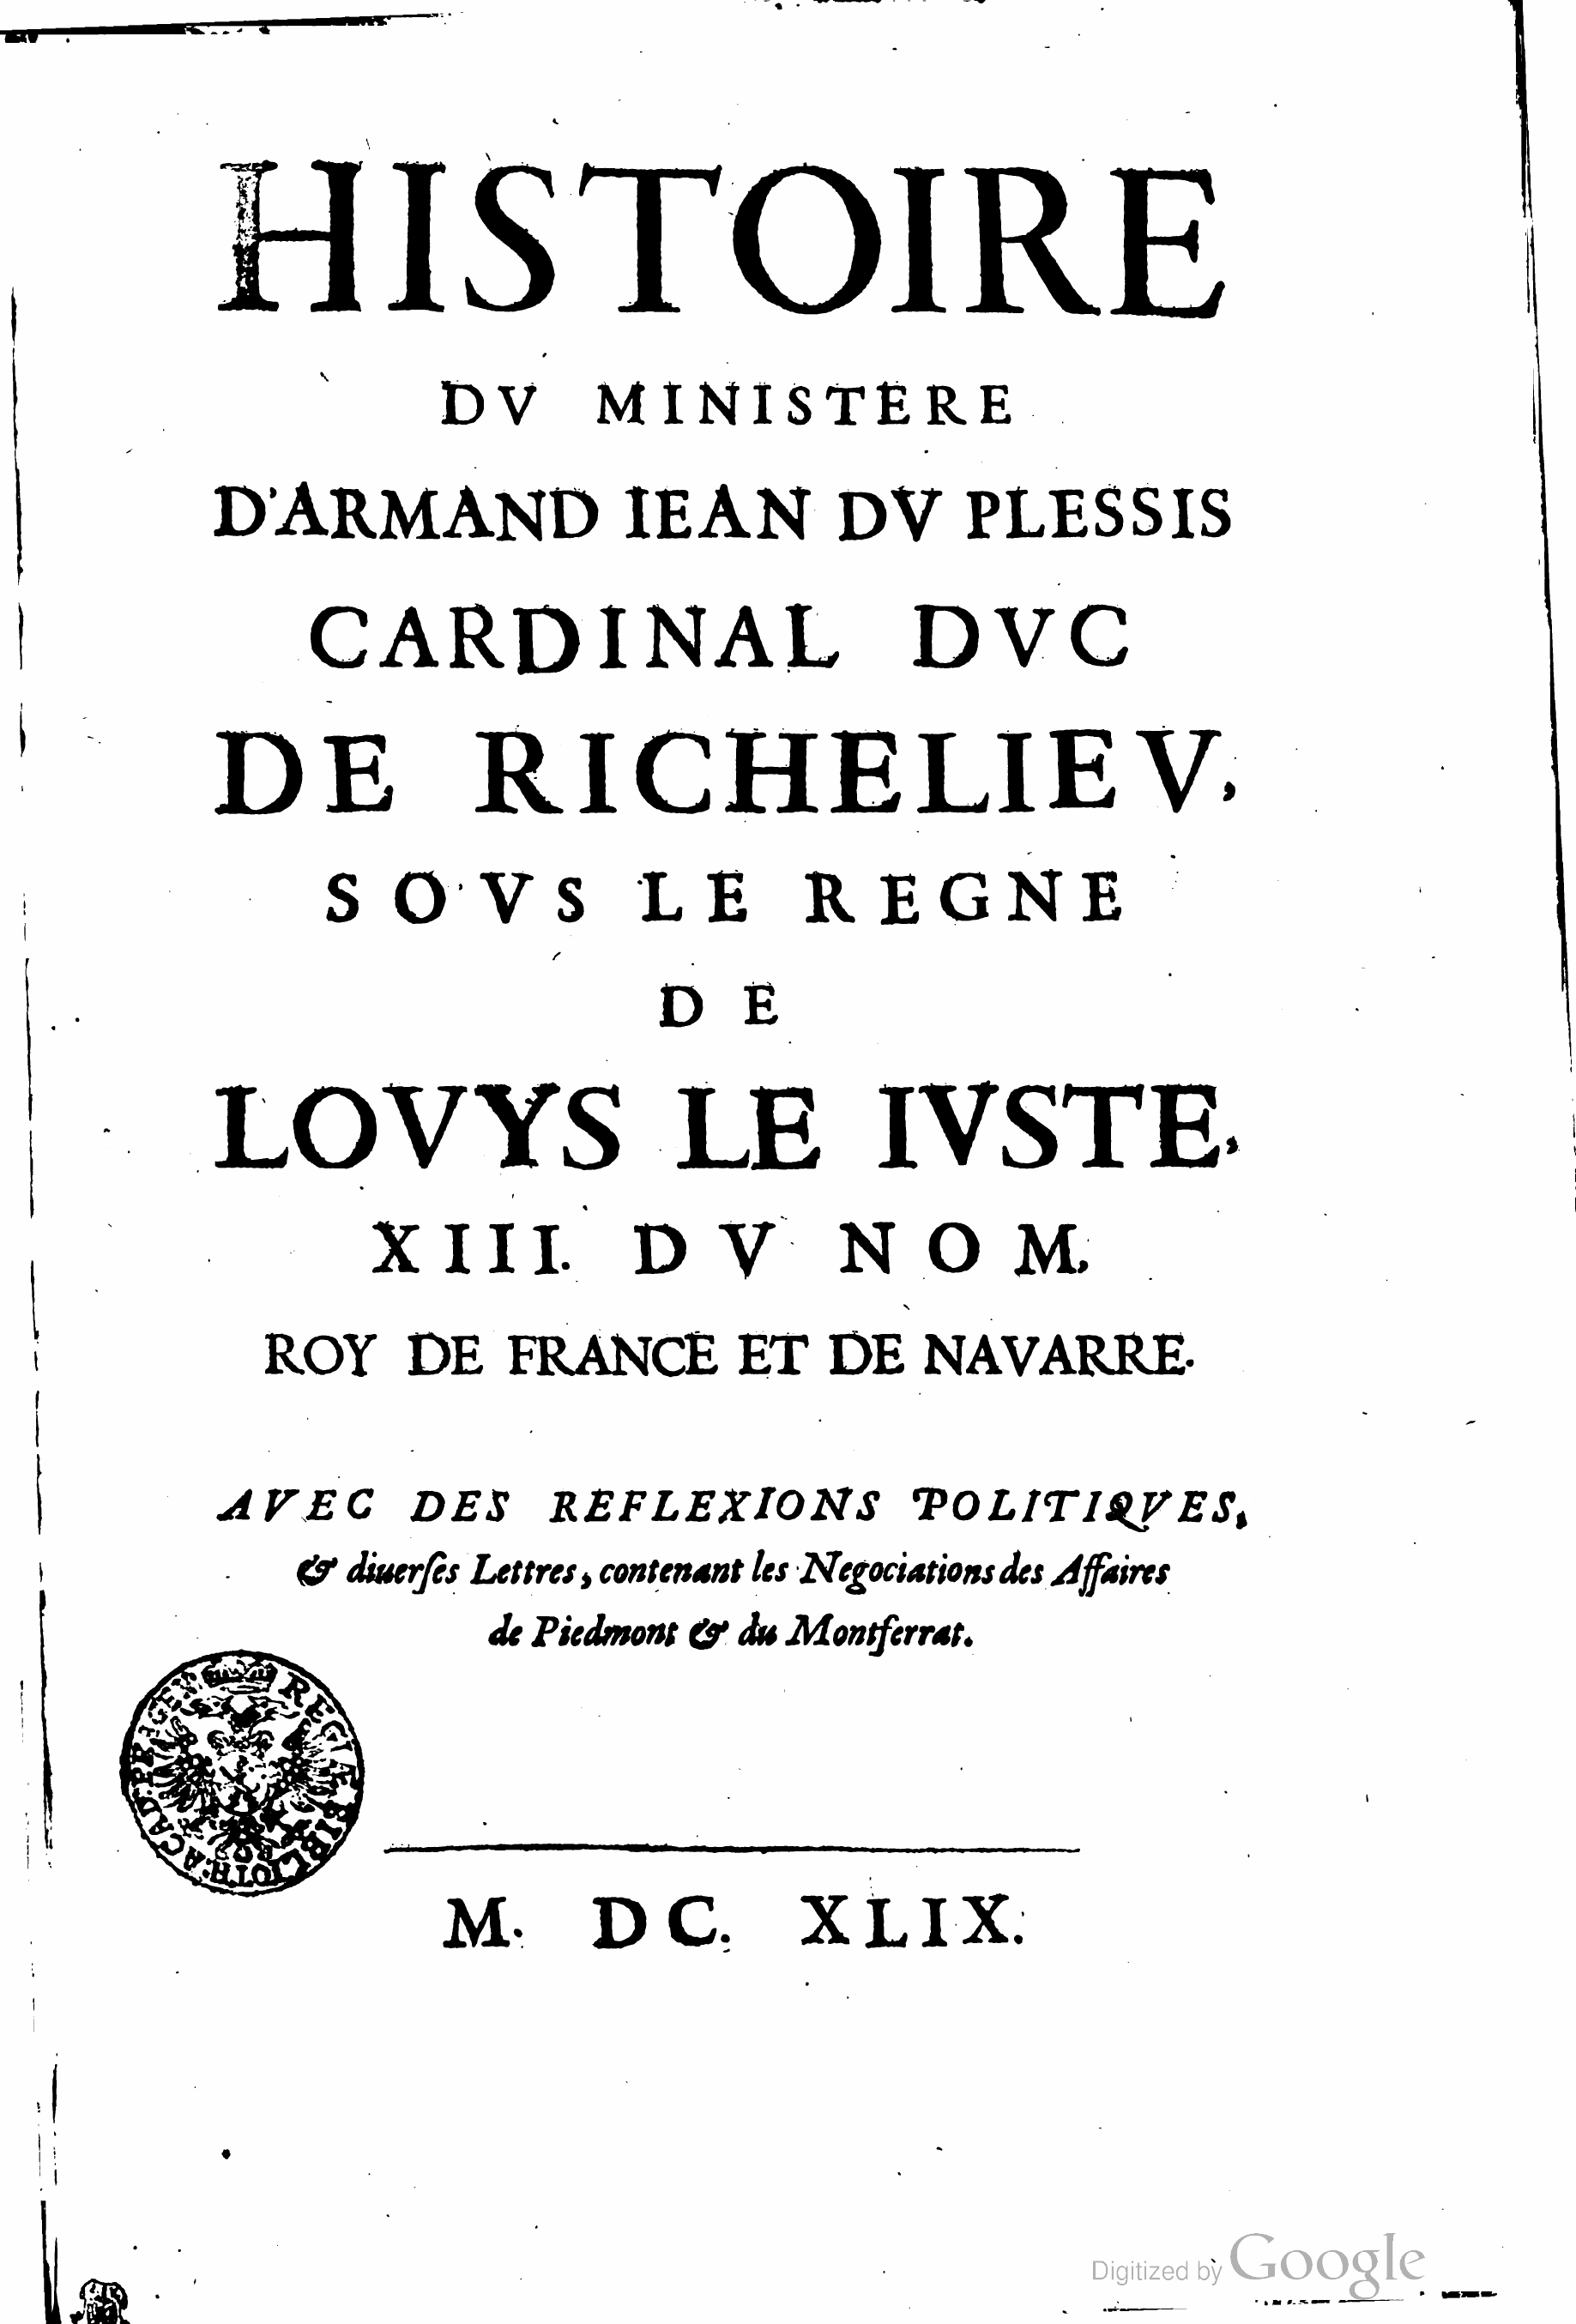 HISTOIRE
DV MINISTERE
D'ARMAND IEAN DV PLESSIS
CARDINAL DVC
DE RICHELIEV,
SOVS LE REGNE
DE
LOVYS LE IVSTE,
XIII. DV NOM,
ROY DE FRANCE ET DE NAVARRE.
AVEC DES REFLEXIONS POLITIQVES,
& diuerſes Lettres, contenant les Negociations des Affaires
de Piedmont & du Montferrat.
REGIÆ BIBLIOTH. ACAD.
M. DC. XLIX.
Digitized by Google